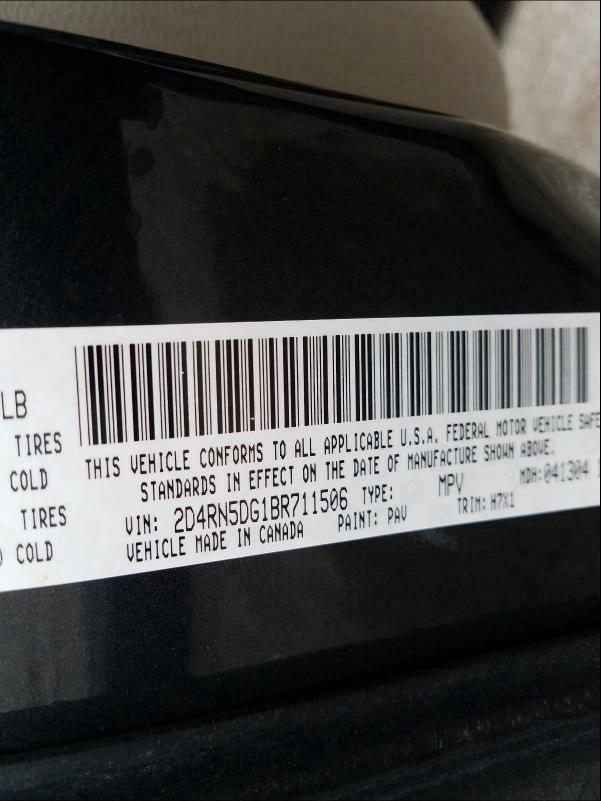 LB
TIRES
COLD
TIRES
COLD
THIS VEHICLE CONFORMS TO ALL APPLICABLE U.S.A. FEDERAL MOTOR VEHICLE SAFE
STANDARDS IN EFFECT ON THE DATE OF MANUFACTURE SHOWN ABOVE.
VIN: 2D4RN5DG1BR711506 TYPE: MPV MDH:041304
VEHICLE MADE IN CANADA PAINT: PAV TRIM: H7X1